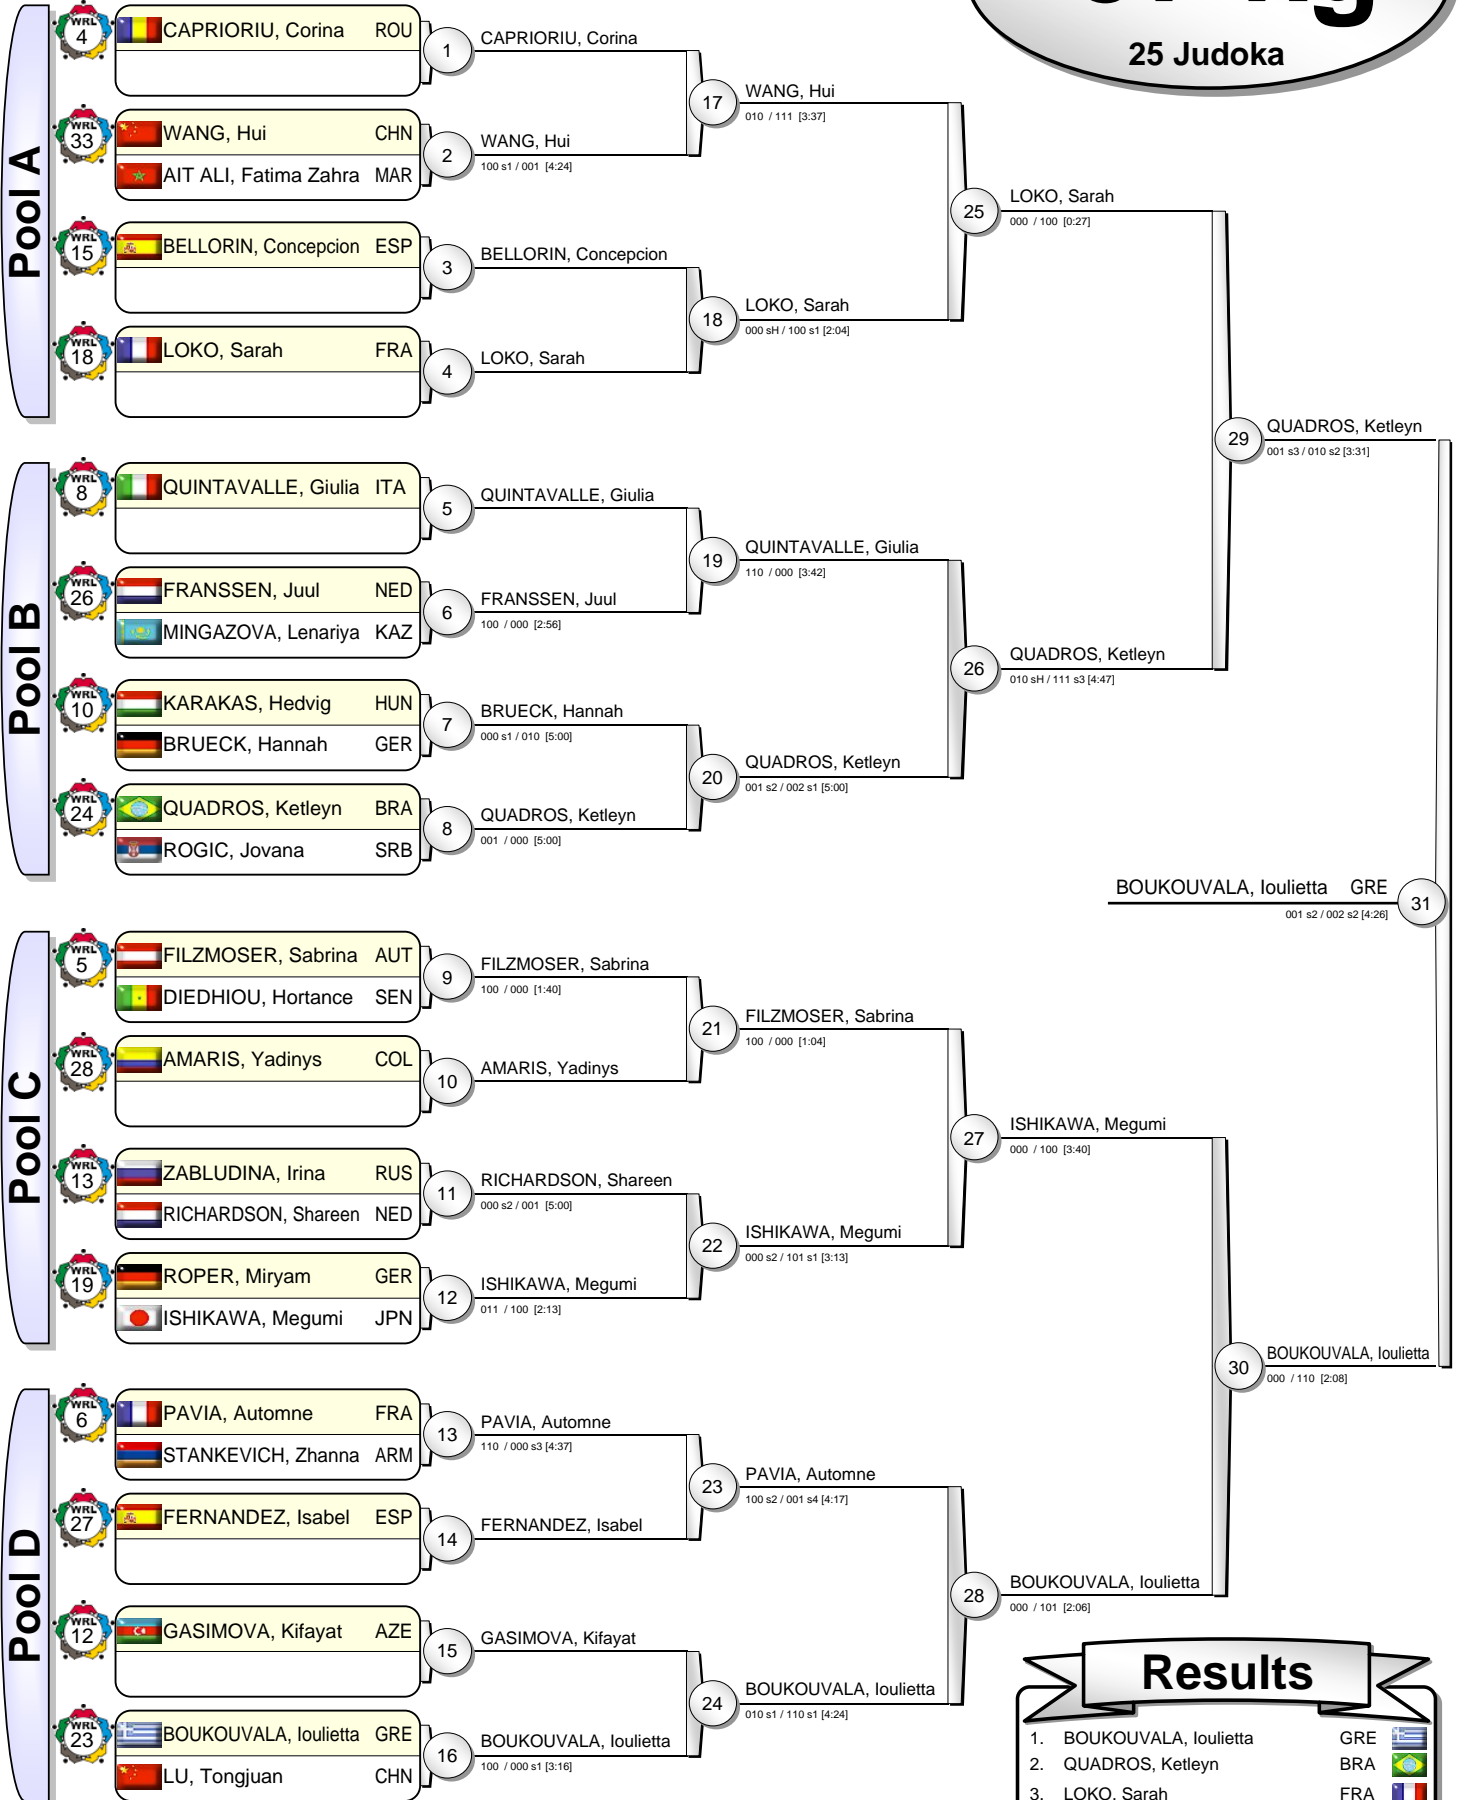 25 Judoka
Pool A
WRL 4 CAPRIORIU, Corina ROU
WRL 33 WANG, Hui CHN
AIT ALI, Fatima Zahra MAR
WRL 15 BELLORIN, Concepcion ESP
WRL 18 LOKO, Sarah FRA
1 CAPRIORIU, Corina
2 WANG, Hui
100 s1 / 001 [4:24]
3 BELLORIN, Concepcion
4 LOKO, Sarah
17 WANG, Hui
010 / 111 [3:37]
18 LOKO, Sarah
000 sH / 100 s1 [2:04]
25 LOKO, Sarah
000 / 100 [0:27]
Pool B
WRL 8 QUINTAVALLE, Giulia ITA
WRL 26 FRANSSEN, Juul NED
MINGAZOVA, Lenariya KAZ
WRL 10 KARAKAS, Hedvig HUN
BRUECK, Hannah GER
WRL 24 QUADROS, Ketleyn BRA
ROGIC, Jovana SRB
5 QUINTAVALLE, Giulia
6 FRANSSEN, Juul
100 / 000 [2:56]
7 BRUECK, Hannah
000 s1 / 010 [5:00]
8 QUADROS, Ketleyn
001 / 000 [5:00]
19 QUINTAVALLE, Giulia
110 / 000 [3:42]
20 QUADROS, Ketleyn
001 s2 / 002 s1 [5:00]
26 QUADROS, Ketleyn
010 sH / 111 s3 [4:47]
29 QUADROS, Ketleyn
001 s3 / 010 s2 [3:31]
BOUKOUVALA, Ioulietta GRE 31
001 s2 / 002 s2 [4:26]
Pool C
WRL 5 FILZMOSER, Sabrina AUT
DIEDHIOU, Hortance SEN
WRL 28 AMARIS, Yadinys COL
WRL 13 ZABLUDINA, Irina RUS
RICHARDSON, Shareen NED
WRL 19 ROPER, Miryam GER
ISHIKAWA, Megumi JPN
9 FILZMOSER, Sabrina
100 / 000 [1:40]
10 AMARIS, Yadinys
11 RICHARDSON, Shareen
000 s2 / 001 [5:00]
12 ISHIKAWA, Megumi
011 / 100 [2:13]
21 FILZMOSER, Sabrina
100 / 000 [1:04]
22 ISHIKAWA, Megumi
000 s2 / 101 s1 [3:13]
27 ISHIKAWA, Megumi
000 / 100 [3:40]
Pool D
WRL 6 PAVIA, Automne FRA
STANKEVICH, Zhanna ARM
WRL 27 FERNANDEZ, Isabel ESP
WRL 12 GASIMOVA, Kifayat AZE
WRL 23 BOUKOUVALA, Ioulietta GRE
LU, Tongjuan CHN
13 PAVIA, Automne
110 / 000 s3 [4:37]
14 FERNANDEZ, Isabel
15 GASIMOVA, Kifayat
16 BOUKOUVALA, Ioulietta
100 / 000 s1 [3:16]
23 PAVIA, Automne
100 s2 / 001 s4 [4:17]
24 BOUKOUVALA, Ioulietta
010 s1 / 110 s1 [4:24]
28 BOUKOUVALA, Ioulietta
000 / 101 [2:06]
30 BOUKOUVALA, Ioulietta
000 / 110 [2:08]
Results
1. BOUKOUVALA, Ioulietta GRE
2. QUADROS, Ketleyn BRA
3. LOKO, Sarah FRA